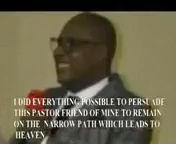 I DID EVERYTHING POSSIBLE TO PERSUADE
THIS PASTOR FRIEND OF MINE TO REMAIN
ON THE  NARROW PATH WHICH LEADS TO
HEAVEN